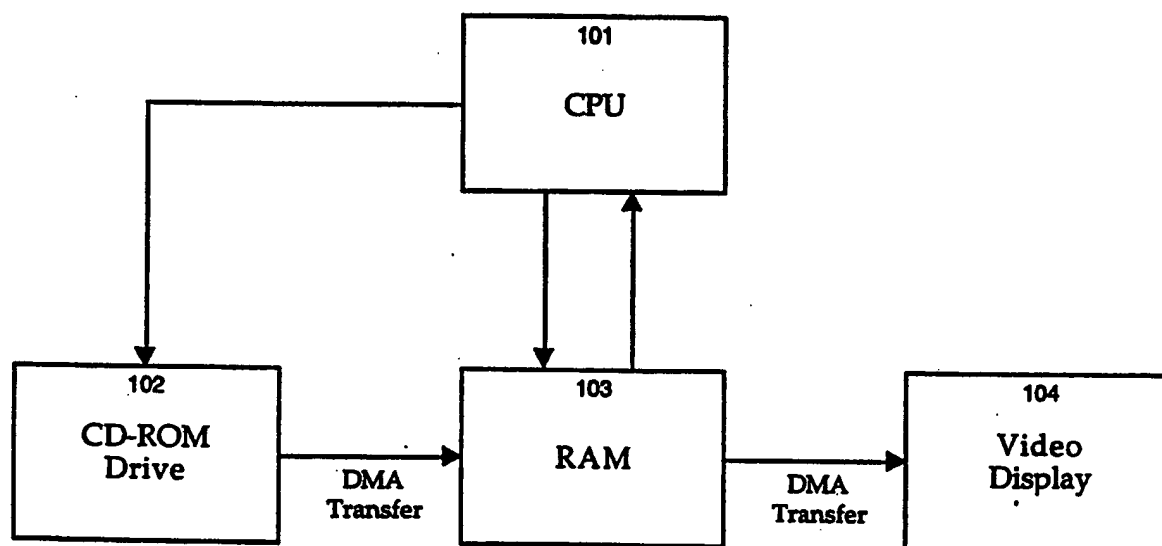 101
CPU
102
CD-ROM
Drive
DMA
Transfer
103
RAM
DMA
Transfer
104
Video
Display